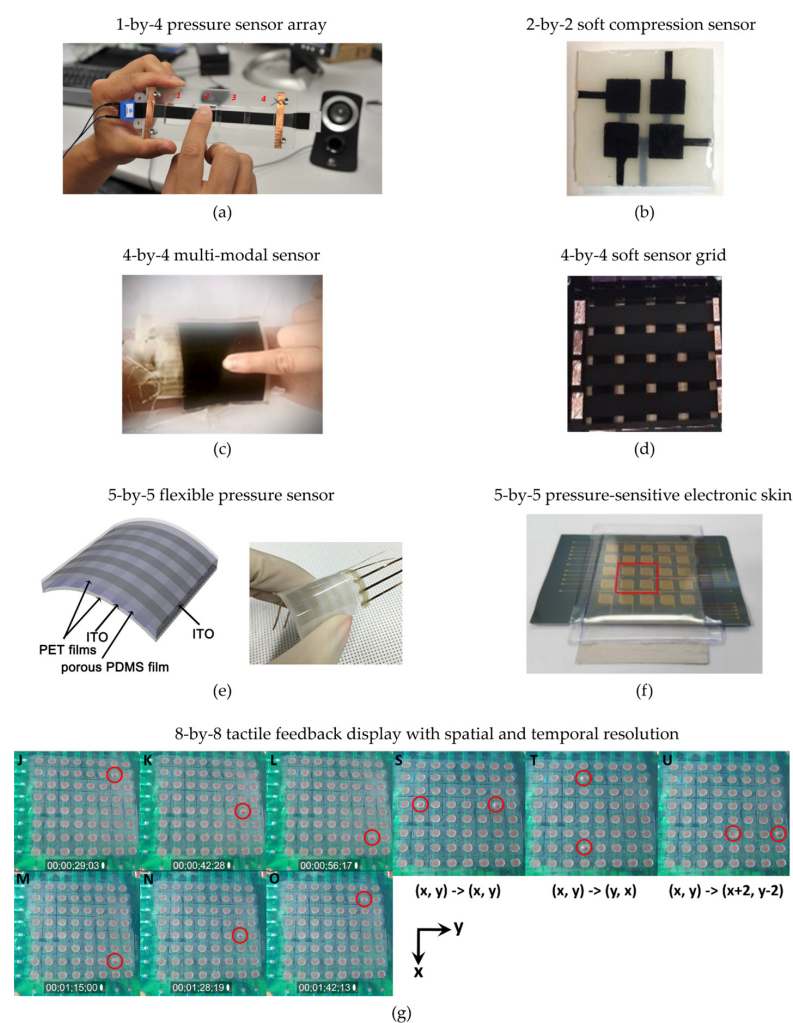 1-by-4 pressure sensor array
2-by-2 soft compression sensor
1 2 3 4
(a)
(b)
4-by-4 multi-modal sensor
4-by-4 soft sensor grid
(c)
(d)
5-by-5 flexible pressure sensor
5-by-5 pressure-sensitive electronic skin
ITO
ITO
PET films
porous PDMS film
(e)
(f)
8-by-8 tactile feedback display with spatial and temporal resolution
J K L S T U
00;00;29;03
00;00;42;28
00;00;56;17
M N O
(x, y) -> (x, y)
(x, y) -> (y, x)
(x, y) -> (x+2, y-2)
y
x
00;01;15;00
00;01;28;19
00;01;42;13
(g)